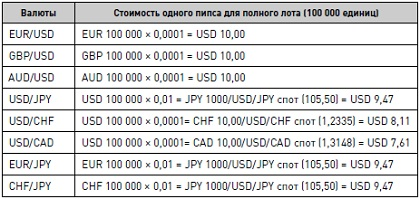 Валюты Стоимость одного пипса для полного лота (100 000 единиц)
EUR/USD EUR 100 000 × 0,0001 = USD 10,00
GBP/USD GBP 100 000 × 0,0001 = USD 10,00
AUD/USD AUD 100 000 × 0,0001 = USD 10,00
USD/JPY USD 100 000 × 0,01 = JPY 1000/USD/JPY спот (105,50) = USD 9,47
USD/CHF USD 100 000 × 0,0001= CHF 10,00/USD/CHF спот (1,2335) = USD 8,11
USD/CAD USD 100 000 × 0,0001= CAD 10,00/USD/CAD спот (1,3148) = USD 7,61
EUR/JPY EUR 100 000 × 0,01 = JPY 1000/USD/JPY спот (105,50) = USD 9,47
CHF/JPY CHF 100 000 × 0,01 = JPY 1000/USD/JPY спот (105,50) = USD 9,47